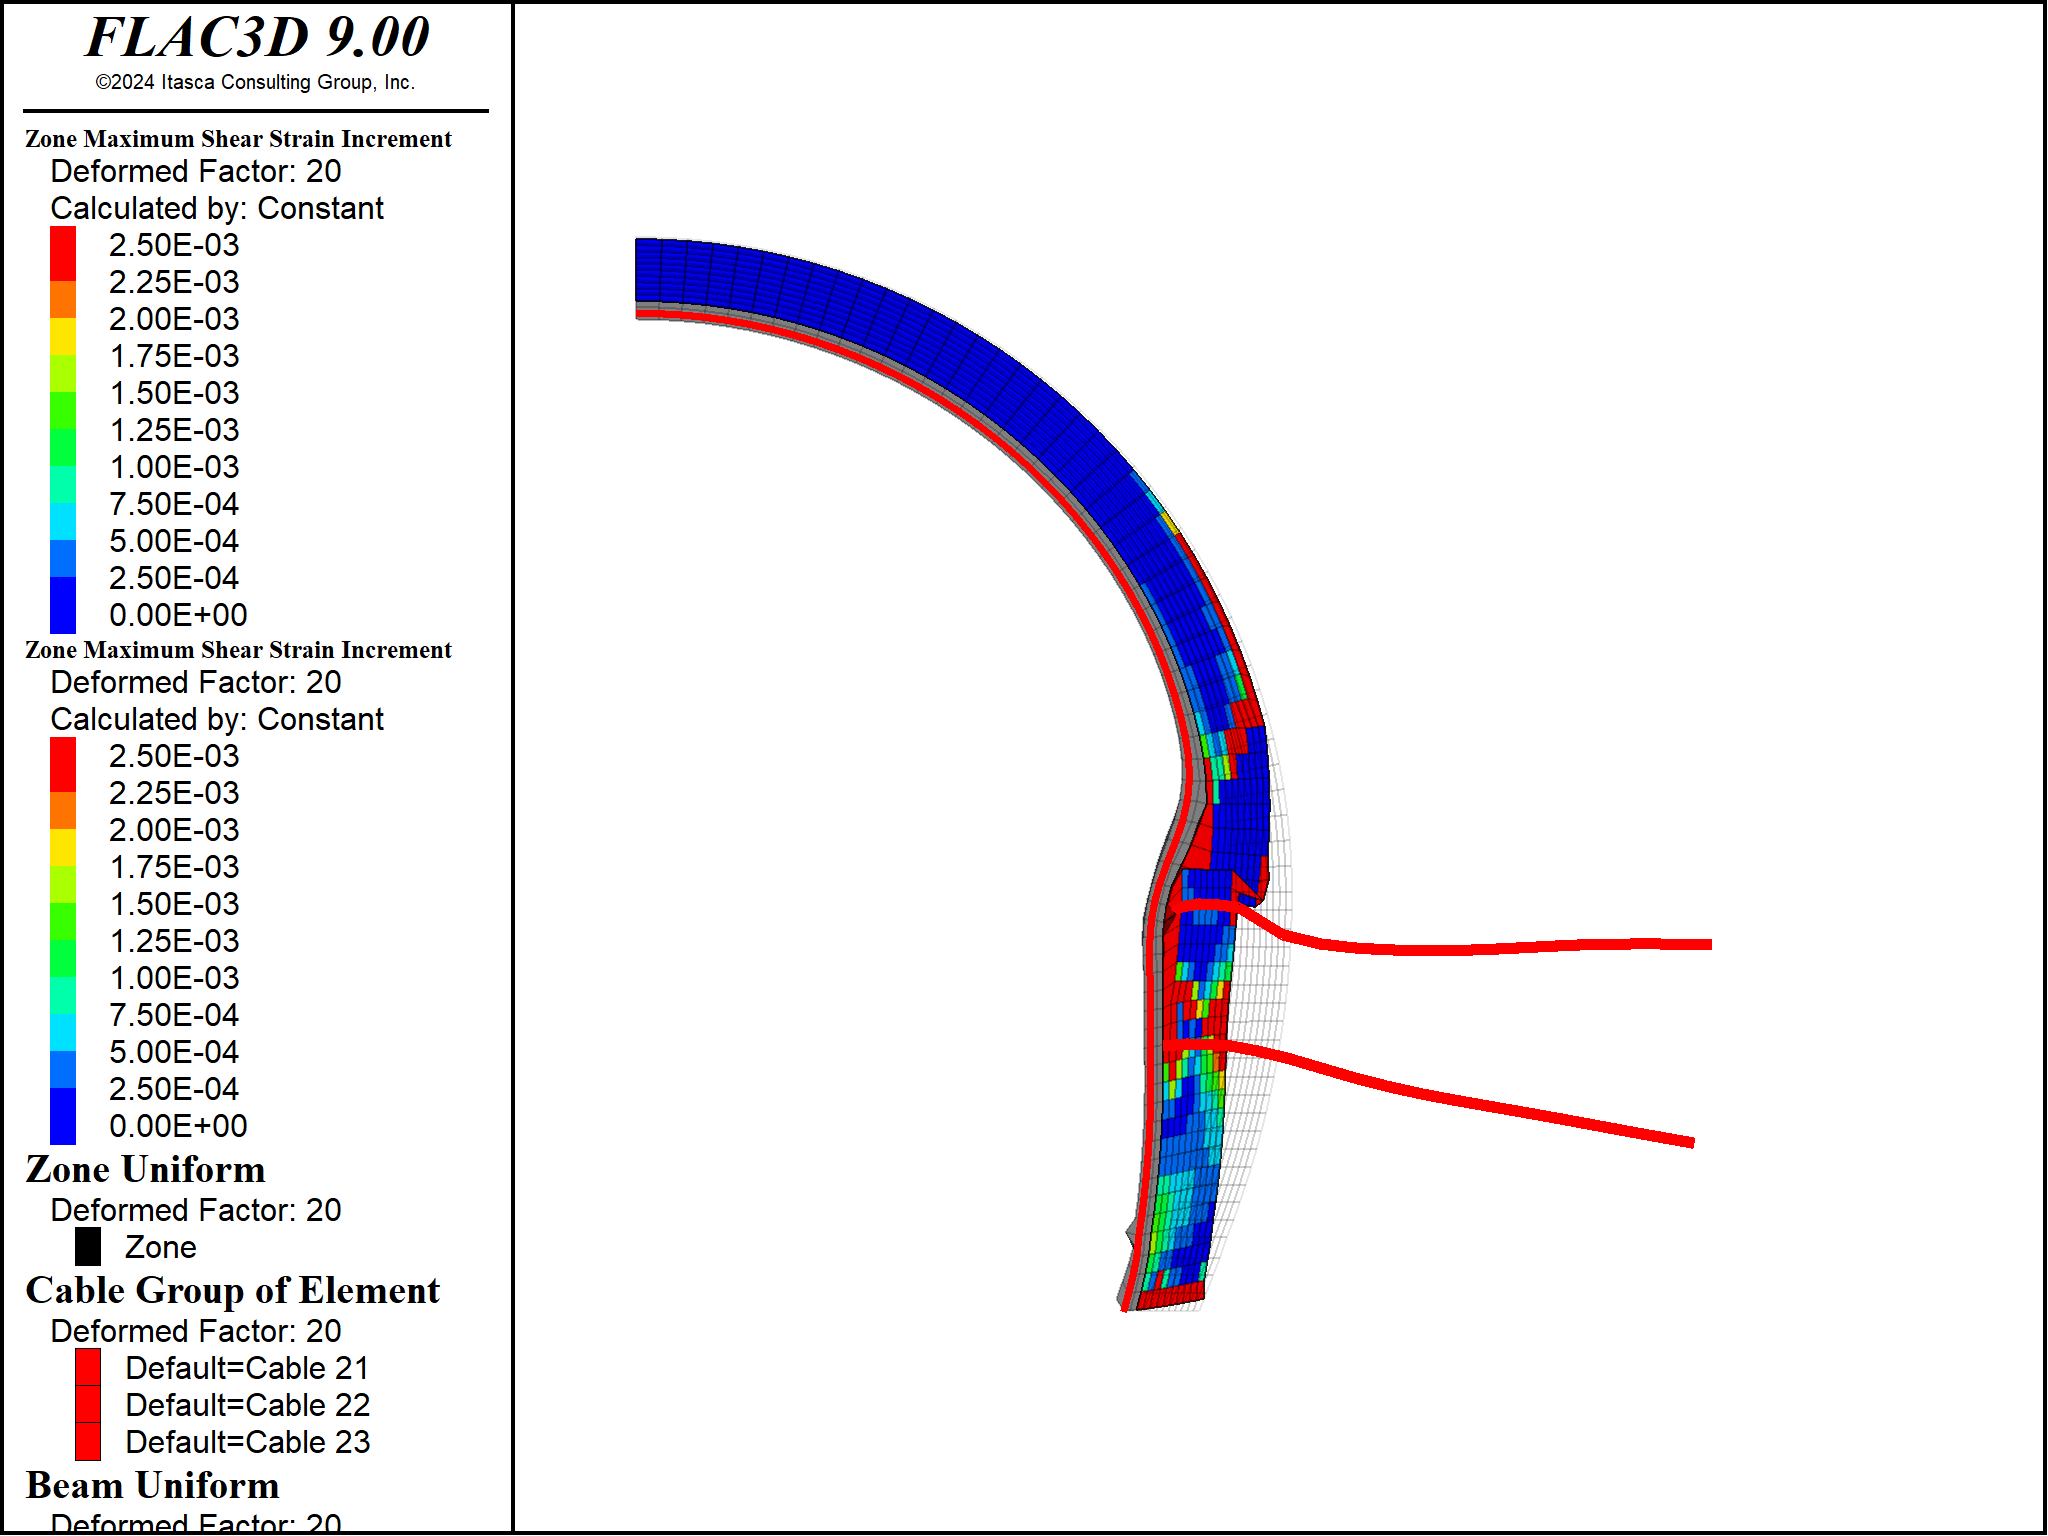 FLAC3D 9.00
©2024 Itasca Consulting Group, Inc.
Zone Maximum Shear Strain Increment
Deformed Factor: 20
Calculated by: Constant
2.50E-03
2.25E-03
2.00E-03
1.75E-03
1.50E-03
1.25E-03
1.00E-03
7.50E-04
5.00E-04
2.50E-04
0.00E+00
Zone Maximum Shear Strain Increment
Deformed Factor: 20
Calculated by: Constant
2.50E-03
2.25E-03
2.00E-03
1.75E-03
1.50E-03
1.25E-03
1.00E-03
7.50E-04
5.00E-04
2.50E-04
0.00E+00
Zone Uniform
Deformed Factor: 20
Zone
Cable Group of Element
Deformed Factor: 20
Default=Cable 21
Default=Cable 22
Default=Cable 23
Beam Uniform
Deformed Factor: 20